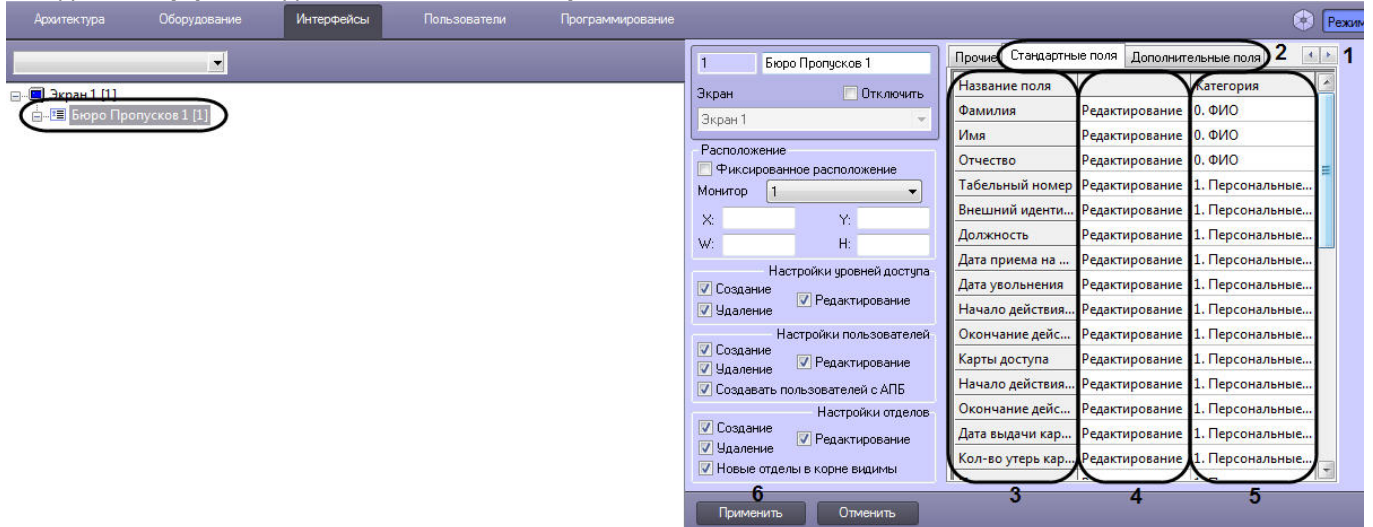 Архитектура Оборудование Интерфейсы Пользователи Программирование Режим
Экран 1 [1]
Бюро Пропусков 1 [1]
1 Бюро Пропусков 1
Экран Отключить
Экран 1
Расположение
Фиксированное расположение
Монитор 1
X: Y:
W: H:
Настройки уровней доступа
Создание
Редактирование
Удаление
Настройки пользователей
Создание
Редактирование
Удаление
Создавать пользователей с АПБ
Настройки отделов
Создание
Редактирование
Удаление
Новые отделы в корне видимы
6
Применить Отменить
Прочие Стандартные поля Дополнительные поля 2 1
Название поля Категория
Фамилия Редактирование 0. ФИО
Имя Редактирование 0. ФИО
Отчество Редактирование 0. ФИО
Табельный номер Редактирование 1. Персональные...
Внешний иденти... Редактирование 1. Персональные...
Должность Редактирование 1. Персональные...
Дата приема на ... Редактирование 1. Персональные...
Дата увольнения Редактирование 1. Персональные...
Начало действия... Редактирование 1. Персональные...
Окончание дейс... Редактирование 1. Персональные...
Карты доступа Редактирование 1. Персональные...
Начало действия... Редактирование 1. Персональные...
Окончание дейс... Редактирование 1. Персональные...
Дата выдачи кар... Редактирование 1. Персональные...
Кол-во утерь кар... Редактирование 1. Персональные...
3 4 5